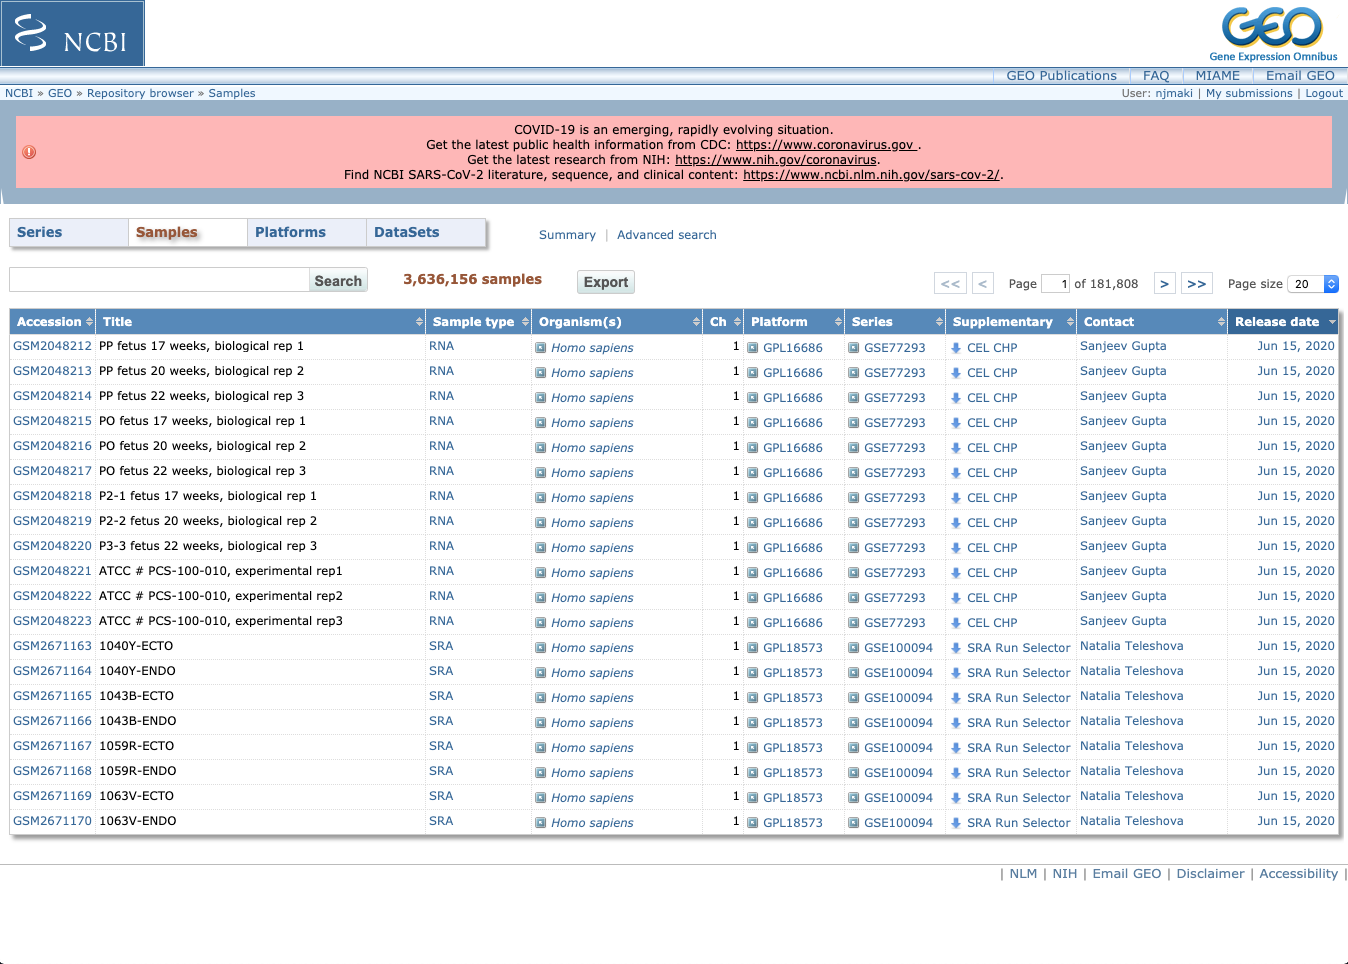 NCBI
GEO
Gene Expression Omnibus
GEO Publications FAQ MIAME Email GEO
NCBI » GEO » Repository browser » Samples User: njmaki | My submissions | Logout
COVID-19 is an emerging, rapidly evolving situation.
Get the latest public health information from CDC: https://www.coronavirus.gov .
Get the latest research from NIH: https://www.nih.gov/coronavirus.
Find NCBI SARS-CoV-2 literature, sequence, and clinical content: https://www.ncbi.nlm.nih.gov/sars-cov-2/.
Series Samples Platforms DataSets Summary | Advanced search
Search 3,636,156 samples Export << < Page 1 of 181,808 > >> Page size 20
Accession Title Sample type Organism(s) Ch Platform Series Supplementary Contact Release date
GSM2048212 PP fetus 17 weeks, biological rep 1 RNA Homo sapiens 1 GPL16686 GSE77293 CEL CHP Sanjeev Gupta Jun 15, 2020
GSM2048213 PP fetus 20 weeks, biological rep 2 RNA Homo sapiens 1 GPL16686 GSE77293 CEL CHP Sanjeev Gupta Jun 15, 2020
GSM2048214 PP fetus 22 weeks, biological rep 3 RNA Homo sapiens 1 GPL16686 GSE77293 CEL CHP Sanjeev Gupta Jun 15, 2020
GSM2048215 PO fetus 17 weeks, biological rep 1 RNA Homo sapiens 1 GPL16686 GSE77293 CEL CHP Sanjeev Gupta Jun 15, 2020
GSM2048216 PO fetus 20 weeks, biological rep 2 RNA Homo sapiens 1 GPL16686 GSE77293 CEL CHP Sanjeev Gupta Jun 15, 2020
GSM2048217 PO fetus 22 weeks, biological rep 3 RNA Homo sapiens 1 GPL16686 GSE77293 CEL CHP Sanjeev Gupta Jun 15, 2020
GSM2048218 P2-1 fetus 17 weeks, biological rep 1 RNA Homo sapiens 1 GPL16686 GSE77293 CEL CHP Sanjeev Gupta Jun 15, 2020
GSM2048219 P2-2 fetus 20 weeks, biological rep 2 RNA Homo sapiens 1 GPL16686 GSE77293 CEL CHP Sanjeev Gupta Jun 15, 2020
GSM2048220 P3-3 fetus 22 weeks, biological rep 3 RNA Homo sapiens 1 GPL16686 GSE77293 CEL CHP Sanjeev Gupta Jun 15, 2020
GSM2048221 ATCC # PCS-100-010, experimental rep1 RNA Homo sapiens 1 GPL16686 GSE77293 CEL CHP Sanjeev Gupta Jun 15, 2020
GSM2048222 ATCC # PCS-100-010, experimental rep2 RNA Homo sapiens 1 GPL16686 GSE77293 CEL CHP Sanjeev Gupta Jun 15, 2020
GSM2048223 ATCC # PCS-100-010, experimental rep3 RNA Homo sapiens 1 GPL16686 GSE77293 CEL CHP Sanjeev Gupta Jun 15, 2020
GSM2671163 1040Y-ECTO SRA Homo sapiens 1 GPL18573 GSE100094 SRA Run Selector Natalia Teleshova Jun 15, 2020
GSM2671164 1040Y-ENDO SRA Homo sapiens 1 GPL18573 GSE100094 SRA Run Selector Natalia Teleshova Jun 15, 2020
GSM2671165 1043B-ECTO SRA Homo sapiens 1 GPL18573 GSE100094 SRA Run Selector Natalia Teleshova Jun 15, 2020
GSM2671166 1043B-ENDO SRA Homo sapiens 1 GPL18573 GSE100094 SRA Run Selector Natalia Teleshova Jun 15, 2020
GSM2671167 1059R-ECTO SRA Homo sapiens 1 GPL18573 GSE100094 SRA Run Selector Natalia Teleshova Jun 15, 2020
GSM2671168 1059R-ENDO SRA Homo sapiens 1 GPL18573 GSE100094 SRA Run Selector Natalia Teleshova Jun 15, 2020
GSM2671169 1063V-ECTO SRA Homo sapiens 1 GPL18573 GSE100094 SRA Run Selector Natalia Teleshova Jun 15, 2020
GSM2671170 1063V-ENDO SRA Homo sapiens 1 GPL18573 GSE100094 SRA Run Selector Natalia Teleshova Jun 15, 2020
| NLM | NIH | Email GEO | Disclaimer | Accessibility |